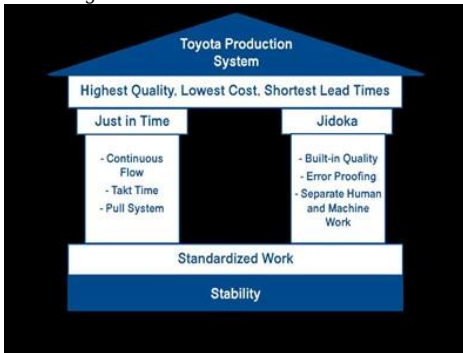 Toyota Production
System
Highest Quality, Lowest Cost, Shortest Lead Times
Just in Time
- Continuous
Flow
- Takt Time
- Pull System
Jidoka
- Built-in Quality
- Error Proofing
- Separate Human
and Machine
Work
Standardized Work
Stability